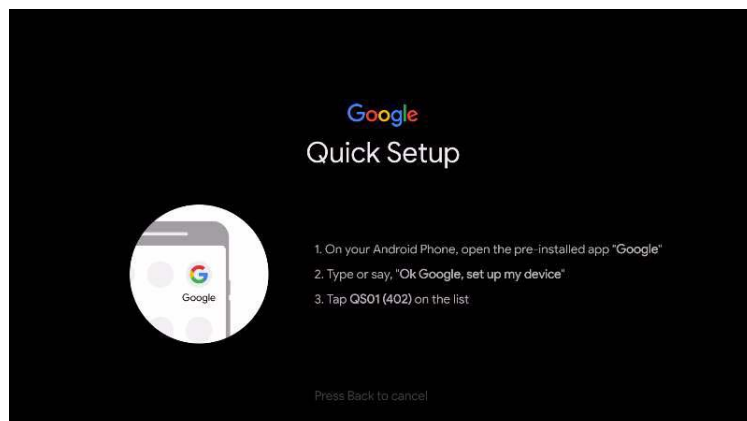 Google
Quick Setup
1. On your Android Phone, open the pre-installed app "Google"
2. Type or say, "Ok Google, set up my device"
3. Tap QS01 (402) on the list
G
Google
Press Back to cancel